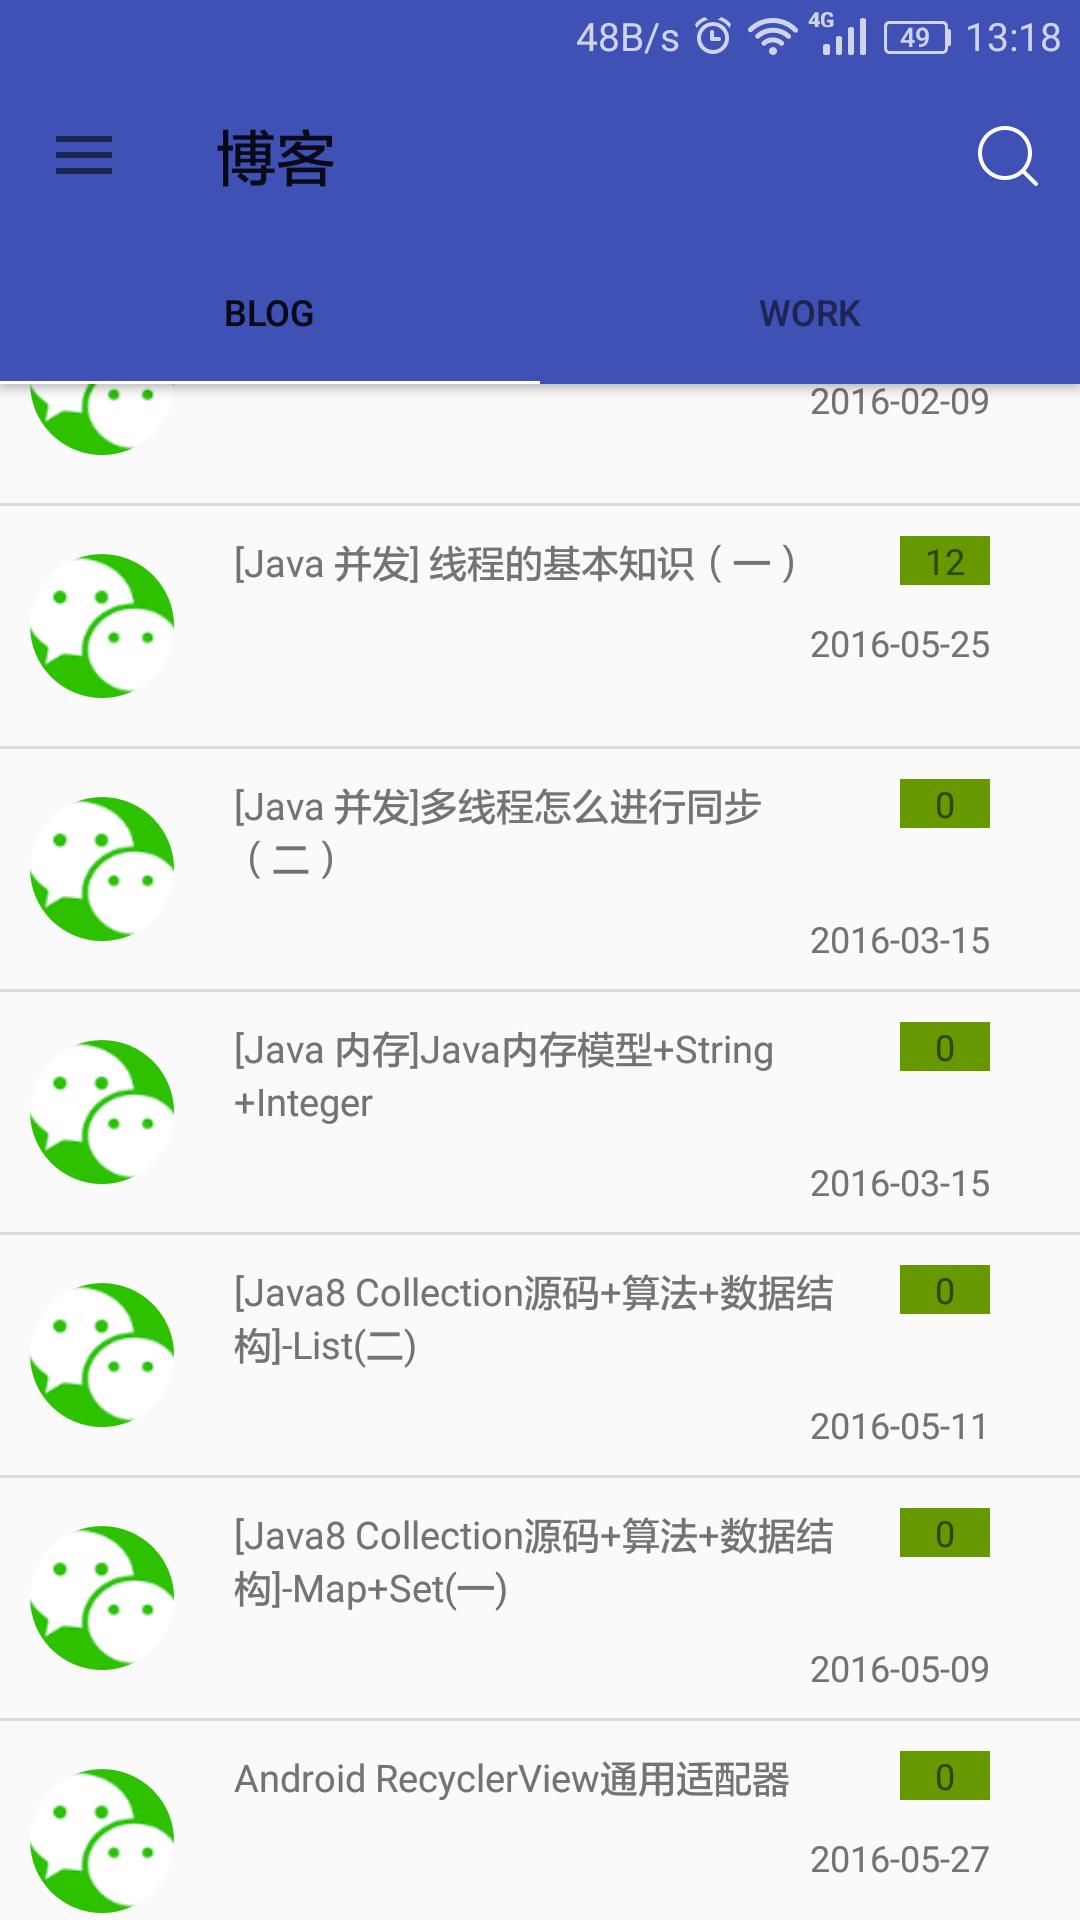 48B/s 4G 49 13:18
博客
BLOG WORK
2016-02-09
[Java 并发] 线程的基本知识（一） 12
2016-05-25
[Java 并发]多线程怎么进行同步 0
（二）
2016-03-15
[Java 内存]Java内存模型+String 0
+Integer
2016-03-15
[Java8 Collection源码+算法+数据结 0
构]-List(二)
2016-05-11
[Java8 Collection源码+算法+数据结 0
构]-Map+Set(一)
2016-05-09
Android RecyclerView通用适配器 0
2016-05-27